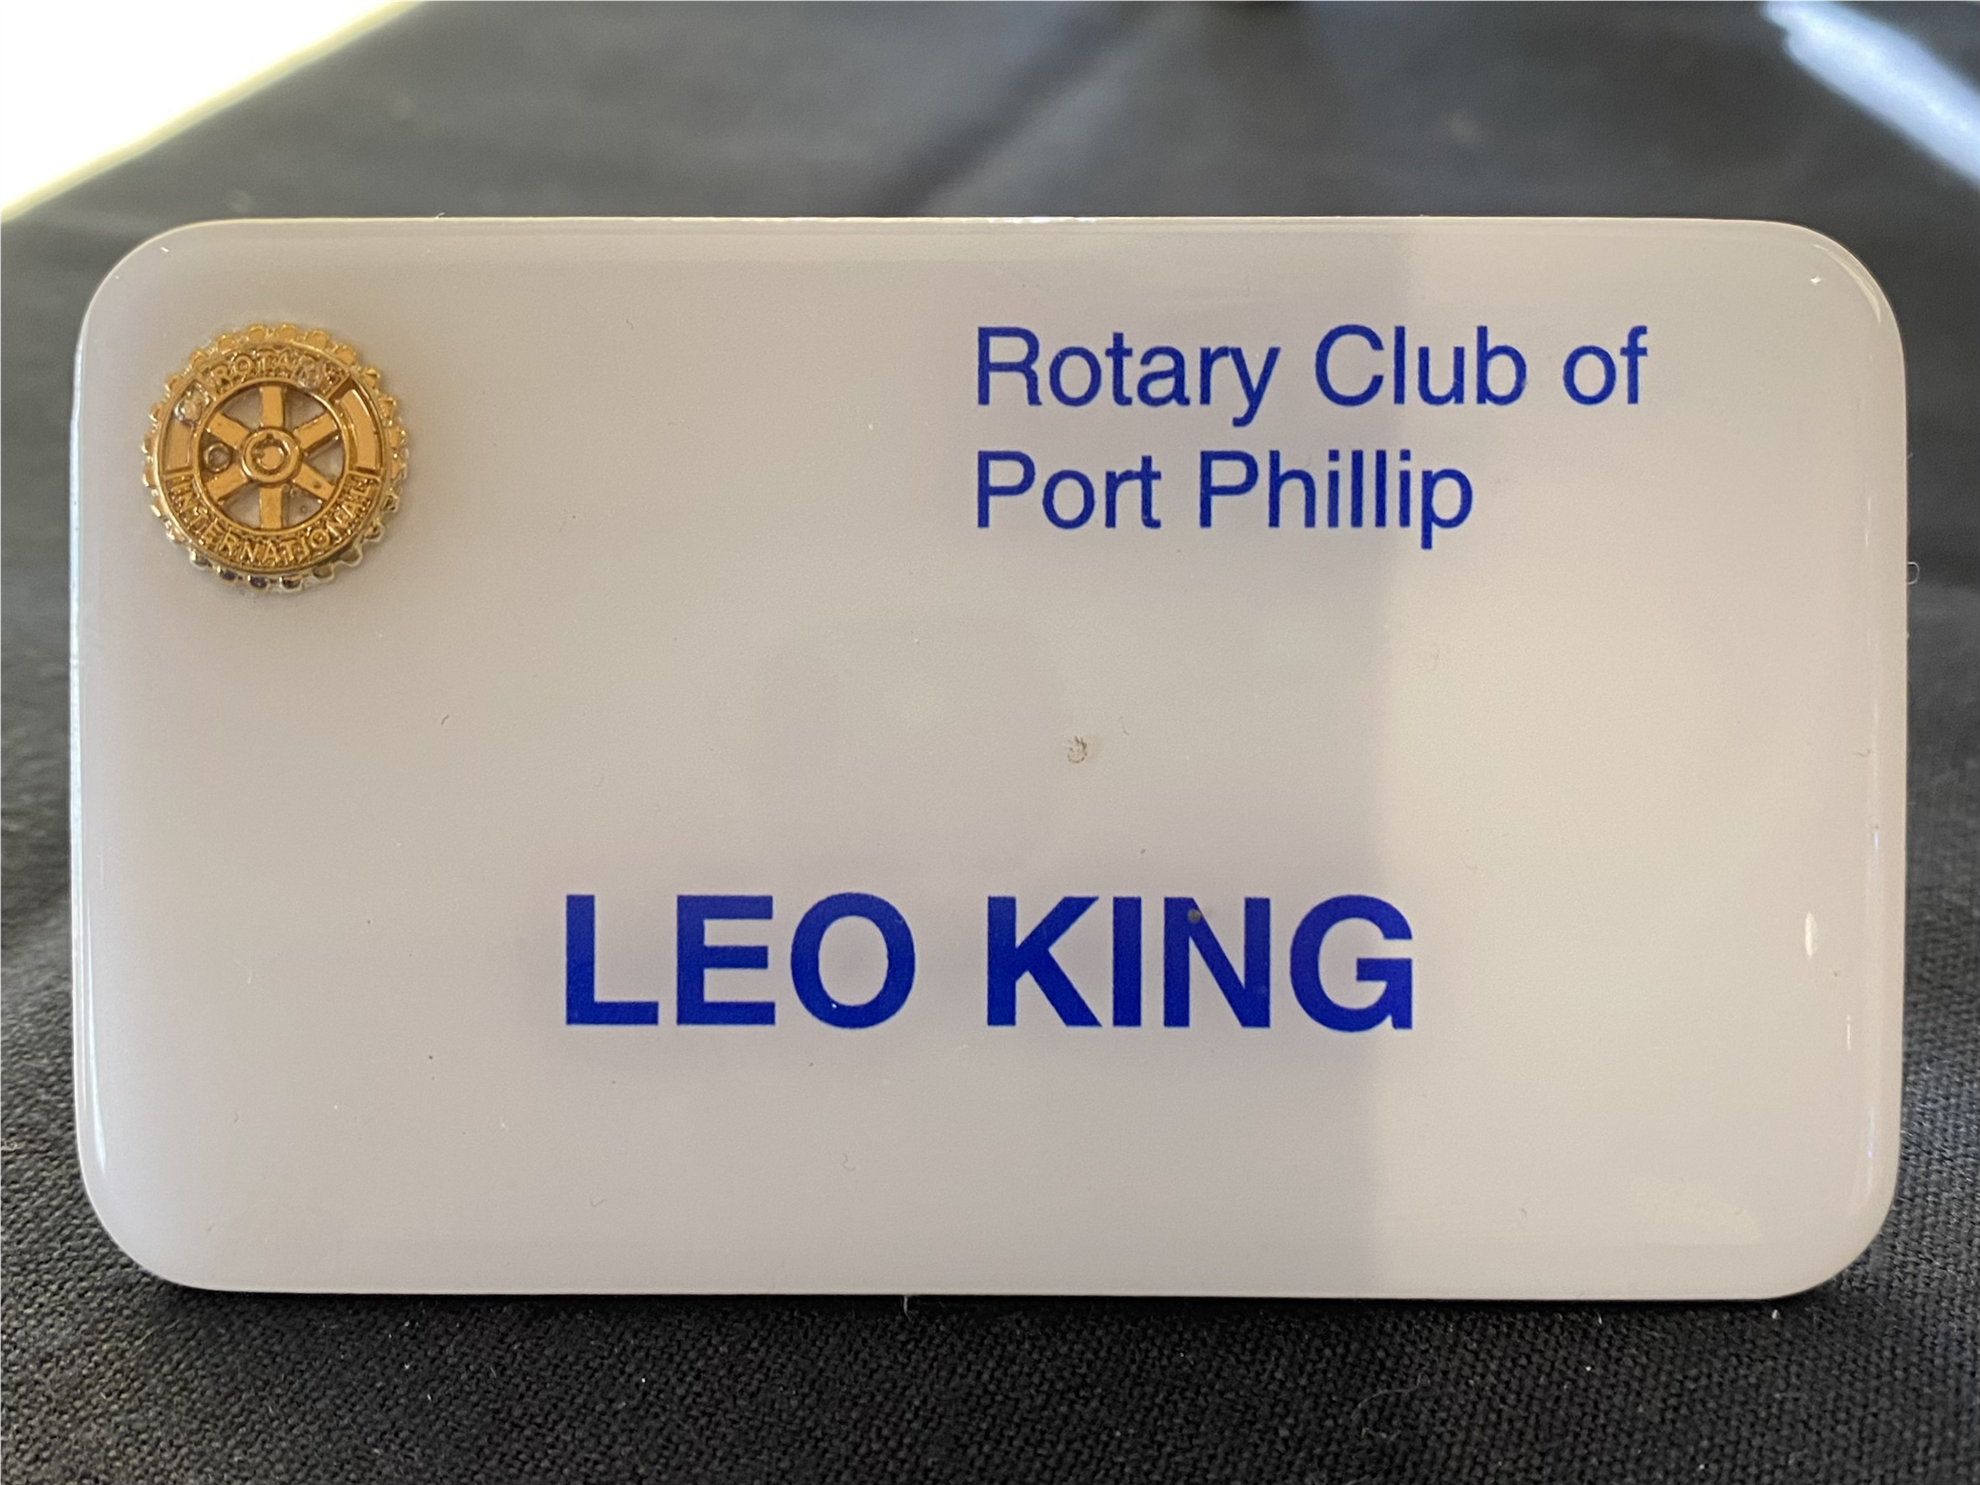 ROTARY
INTERNATIONAL
Rotary Club of
Port Phillip
LEO KING